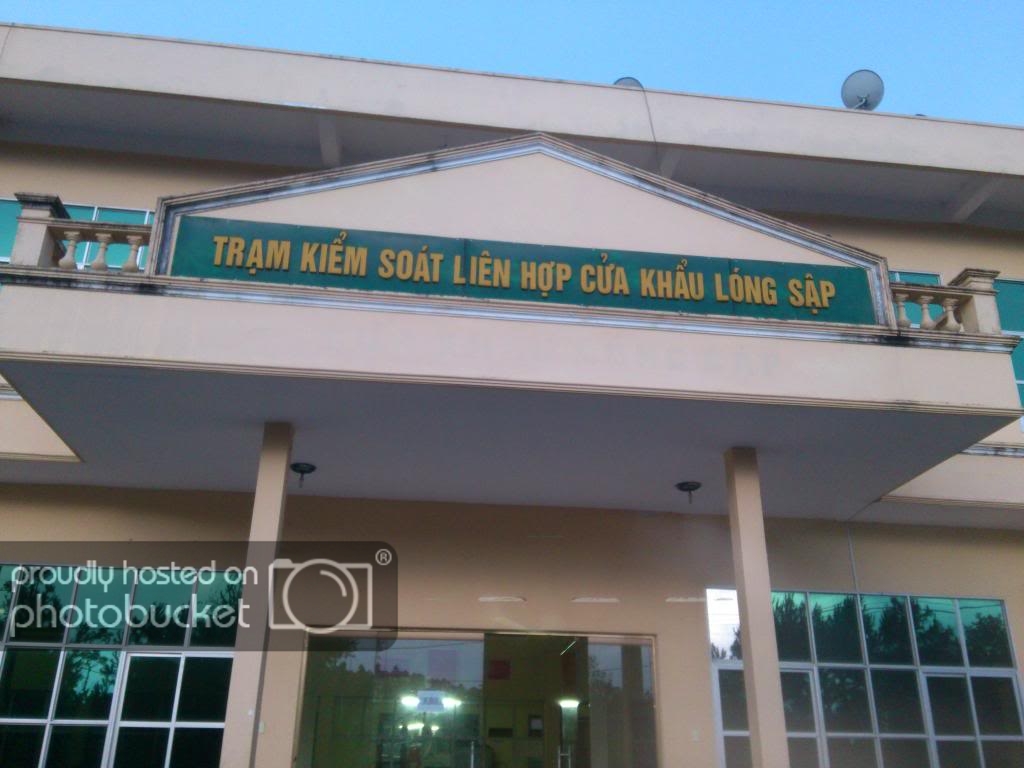 TRẠM KIỂM SOÁT LIÊN HỢP CỬA KHẨU LÓNG SẬP
proudly hosted on
photobucket
®